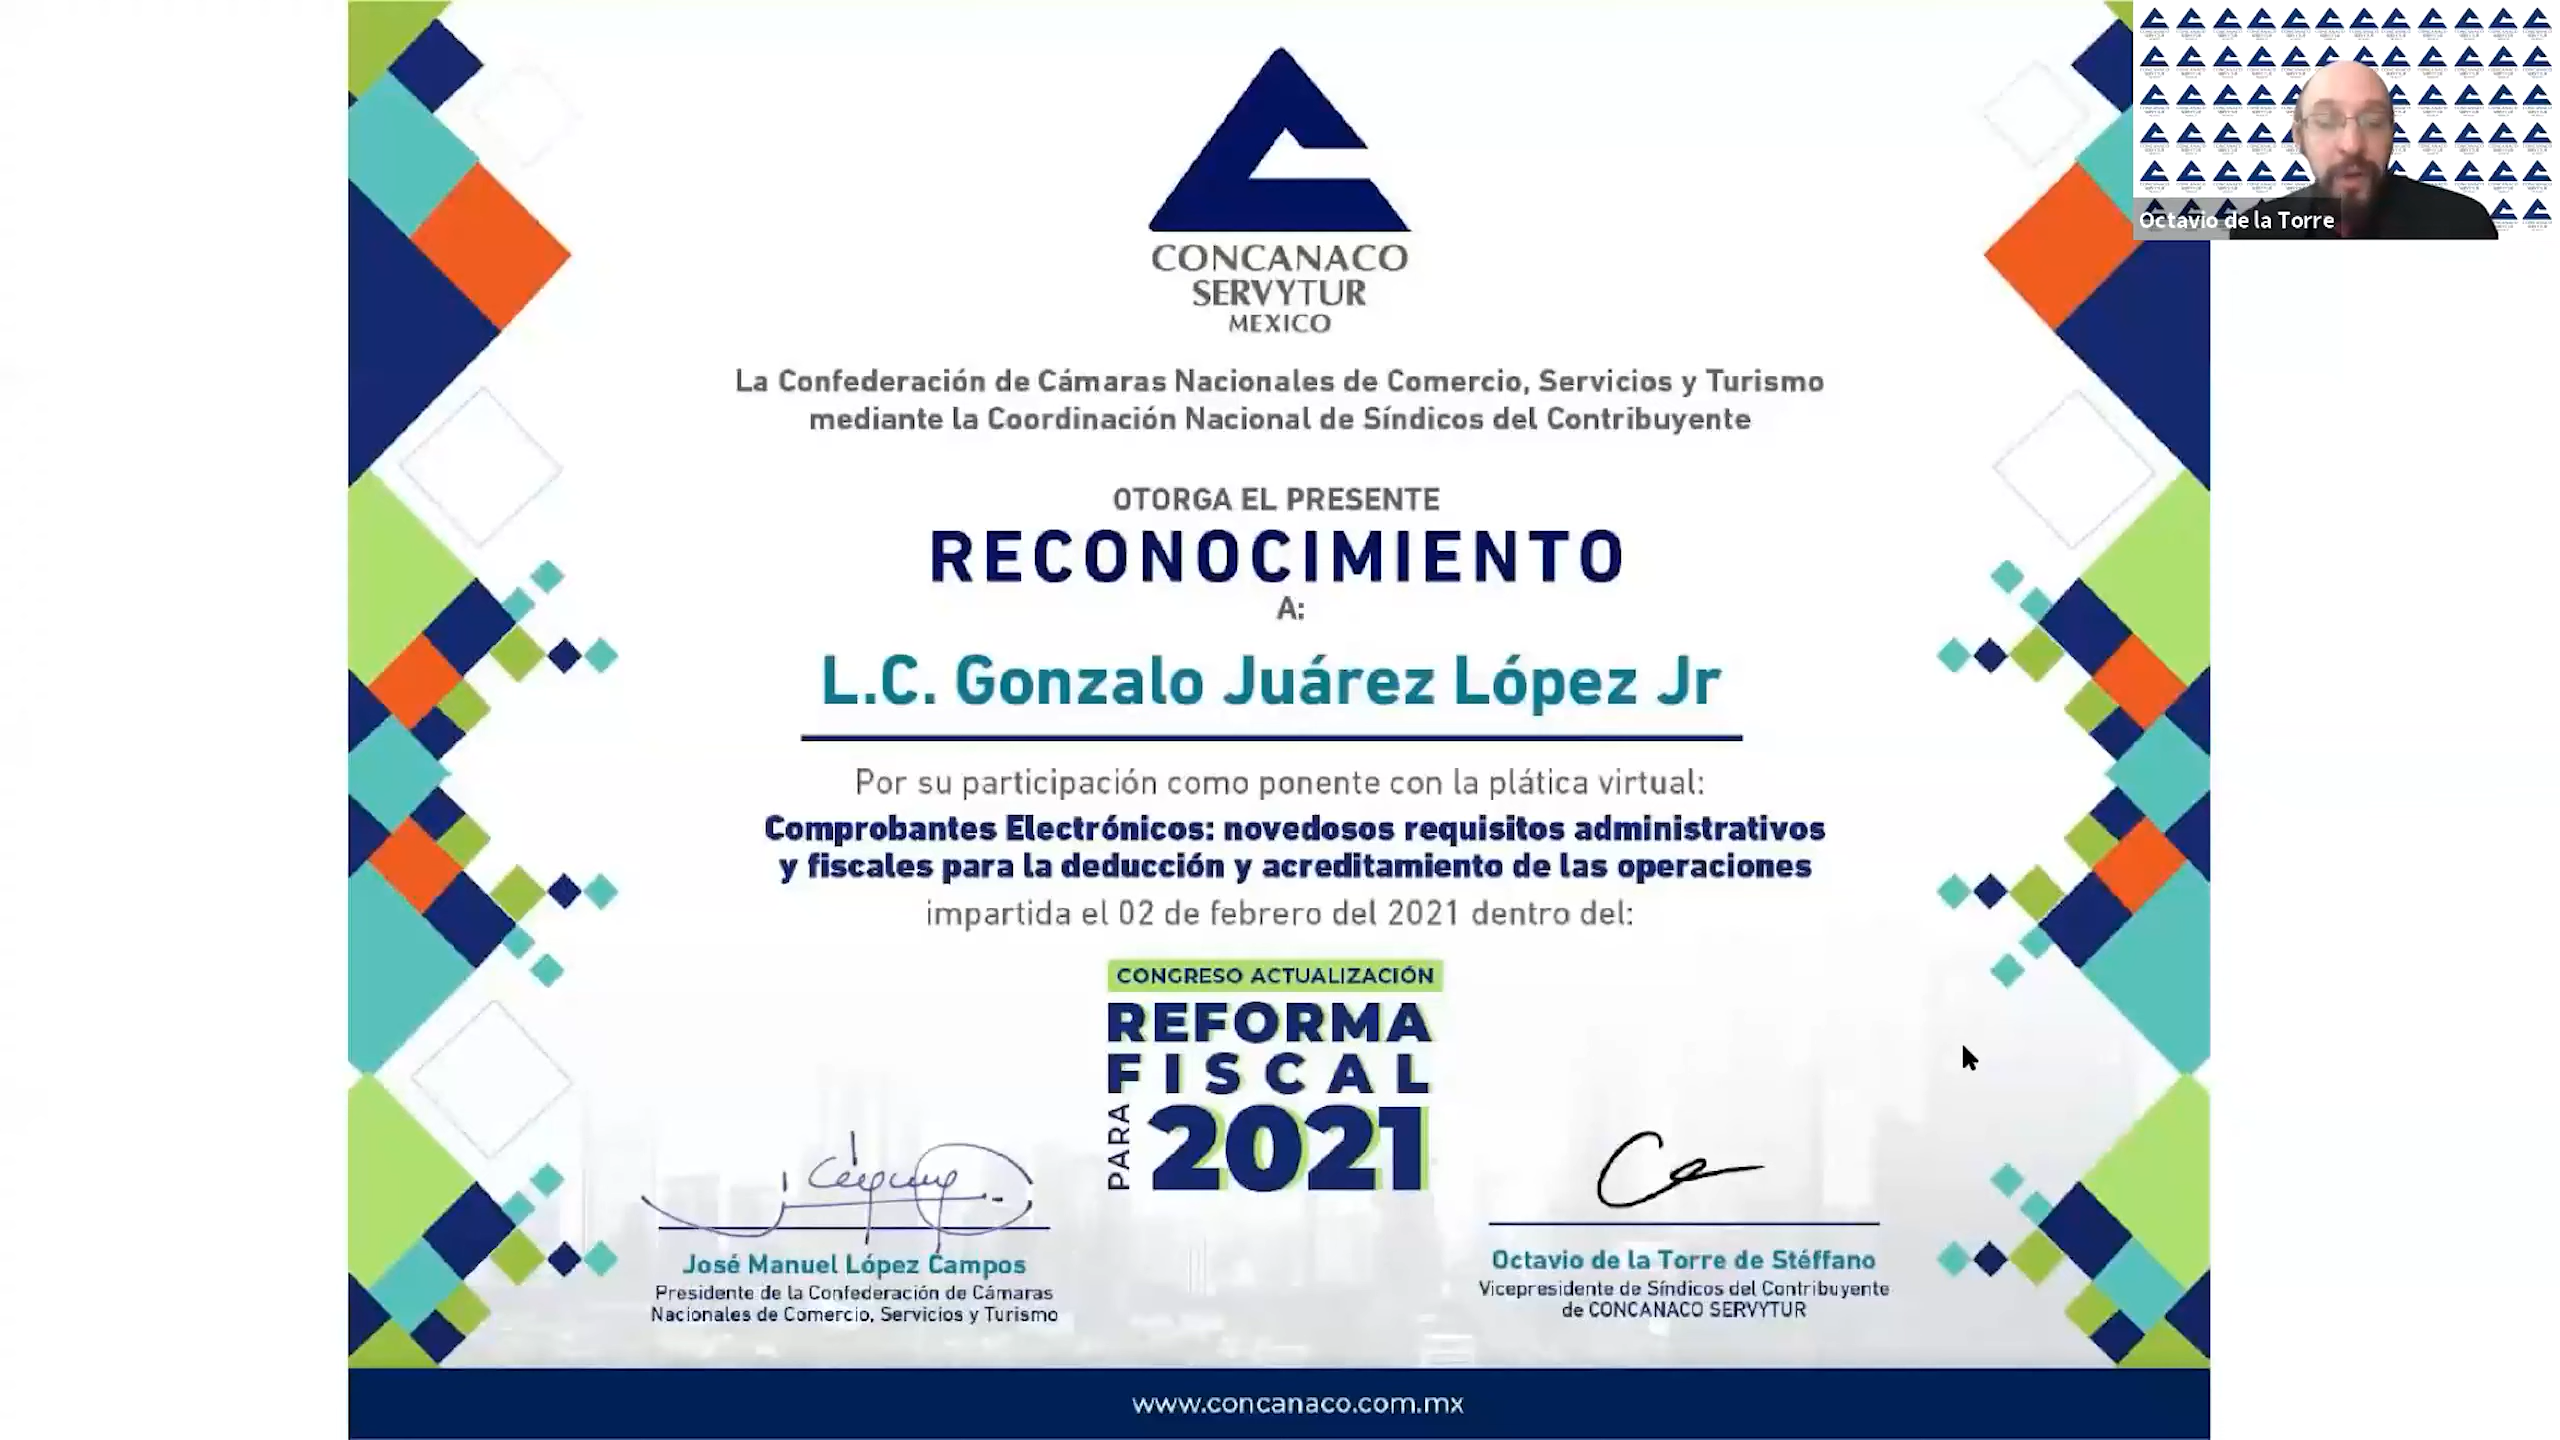 CONCANACO
SERVYTUR
MEXICO
Octavio de la Torre
La Confederación de Cámaras Nacionales de Comercio, Servicios y Turismo
mediante la Coordinación Nacional de Síndicos del Contribuyente
OTORGA EL PRESENTE
RECONOCIMIENTO
A:
L.C. Gonzalo Juárez López Jr
Por su participación como ponente con la plática virtual:
Comprobantes Electrónicos: novedosos requisitos administrativos
y fiscales para la deducción y acreditamiento de las operaciones
impartida el 02 de febrero del 2021 dentro del:
CONGRESO ACTUALIZACIÓN
REFORMA
FISCAL
PARA 2021
José Manuel López Campos
Presidente de la Confederación de Cámaras
Nacionales de Comercio, Servicios y Turismo
Octavio de la Torre de Stéffano
Vicepresidente de Síndicos del Contribuyente
de CONCANACO SERVYTUR
www.concanaco.com.mx